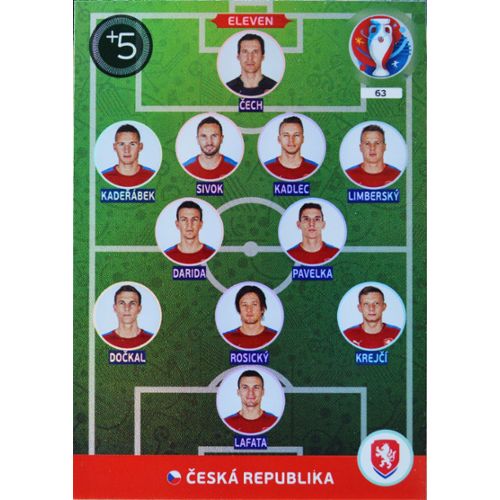 ELEVEN
+5
63
ČECH
KADEŘÁBEK SIVOK KADLEC LIMBERSKÝ
DARIDA PAVELKA
DOČKAL ROSICKÝ KREJČÍ
LAFATA
ČESKÁ REPUBLIKA